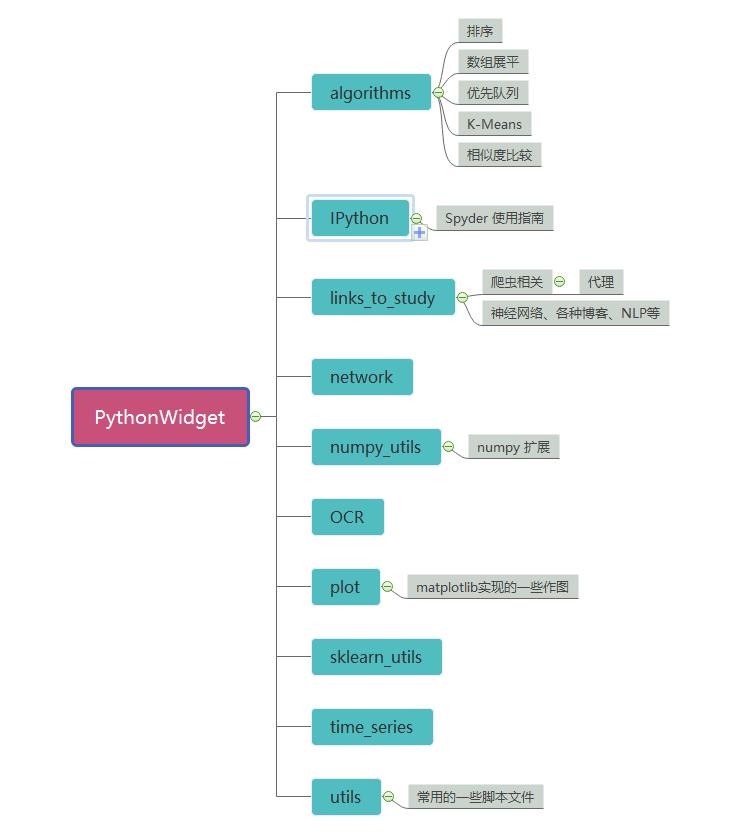 PythonWidget
algorithms
排序
数组展平
优先队列
K-Means
相似度比较
IPython
Spyder 使用指南
links_to_study
爬虫相关
代理
神经网络、各种博客、NLP等
network
numpy_utils
numpy 扩展
OCR
plot
matplotlib实现的一些作图
sklearn_utils
time_series
utils
常用的一些脚本文件